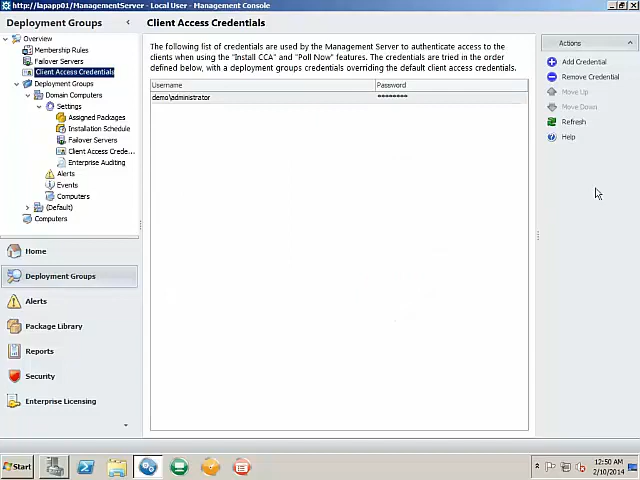 http://lapapp01/ManagementServer - Local User - Management Console
Deployment Groups
Overview
Membership Rules
Failover Servers
Client Access Credentials
Deployment Groups
Domain Computers
Settings
Assigned Packages
Installation Schedule
Failover Servers
Client Access Crede...
Enterprise Auditing
Alerts
Events
Computers
(Default)
Computers
Home
Deployment Groups
Alerts
Package Library
Reports
Security
Enterprise Licensing
Client Access Credentials
The following list of credentials are used by the Management Server to authenticate access to the
clients when using the "Install CCA" and "Poll Now" features. The credentials are tried in the order
defined below, with a deployment groups credentials overriding the default client access credentials.
Username Password
demo\administrator ********
Actions
Add Credential
Remove Credential
Move Up
Move Down
Refresh
Help
Start
12:50 AM
2/10/2014